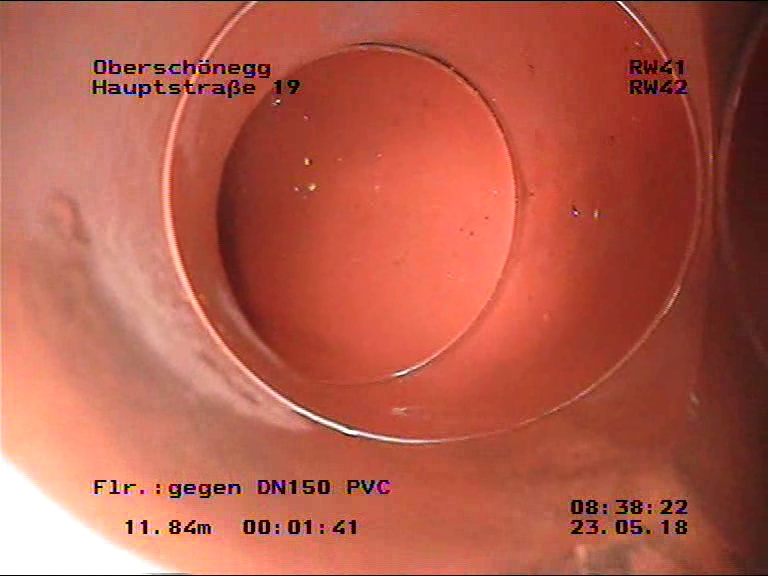 Oberschönegg
Hauptstraße 19
RW41
RW42
Flr.:gegen DN150 PVC
11.84m 00:01:41
08:38:22
23.05.18